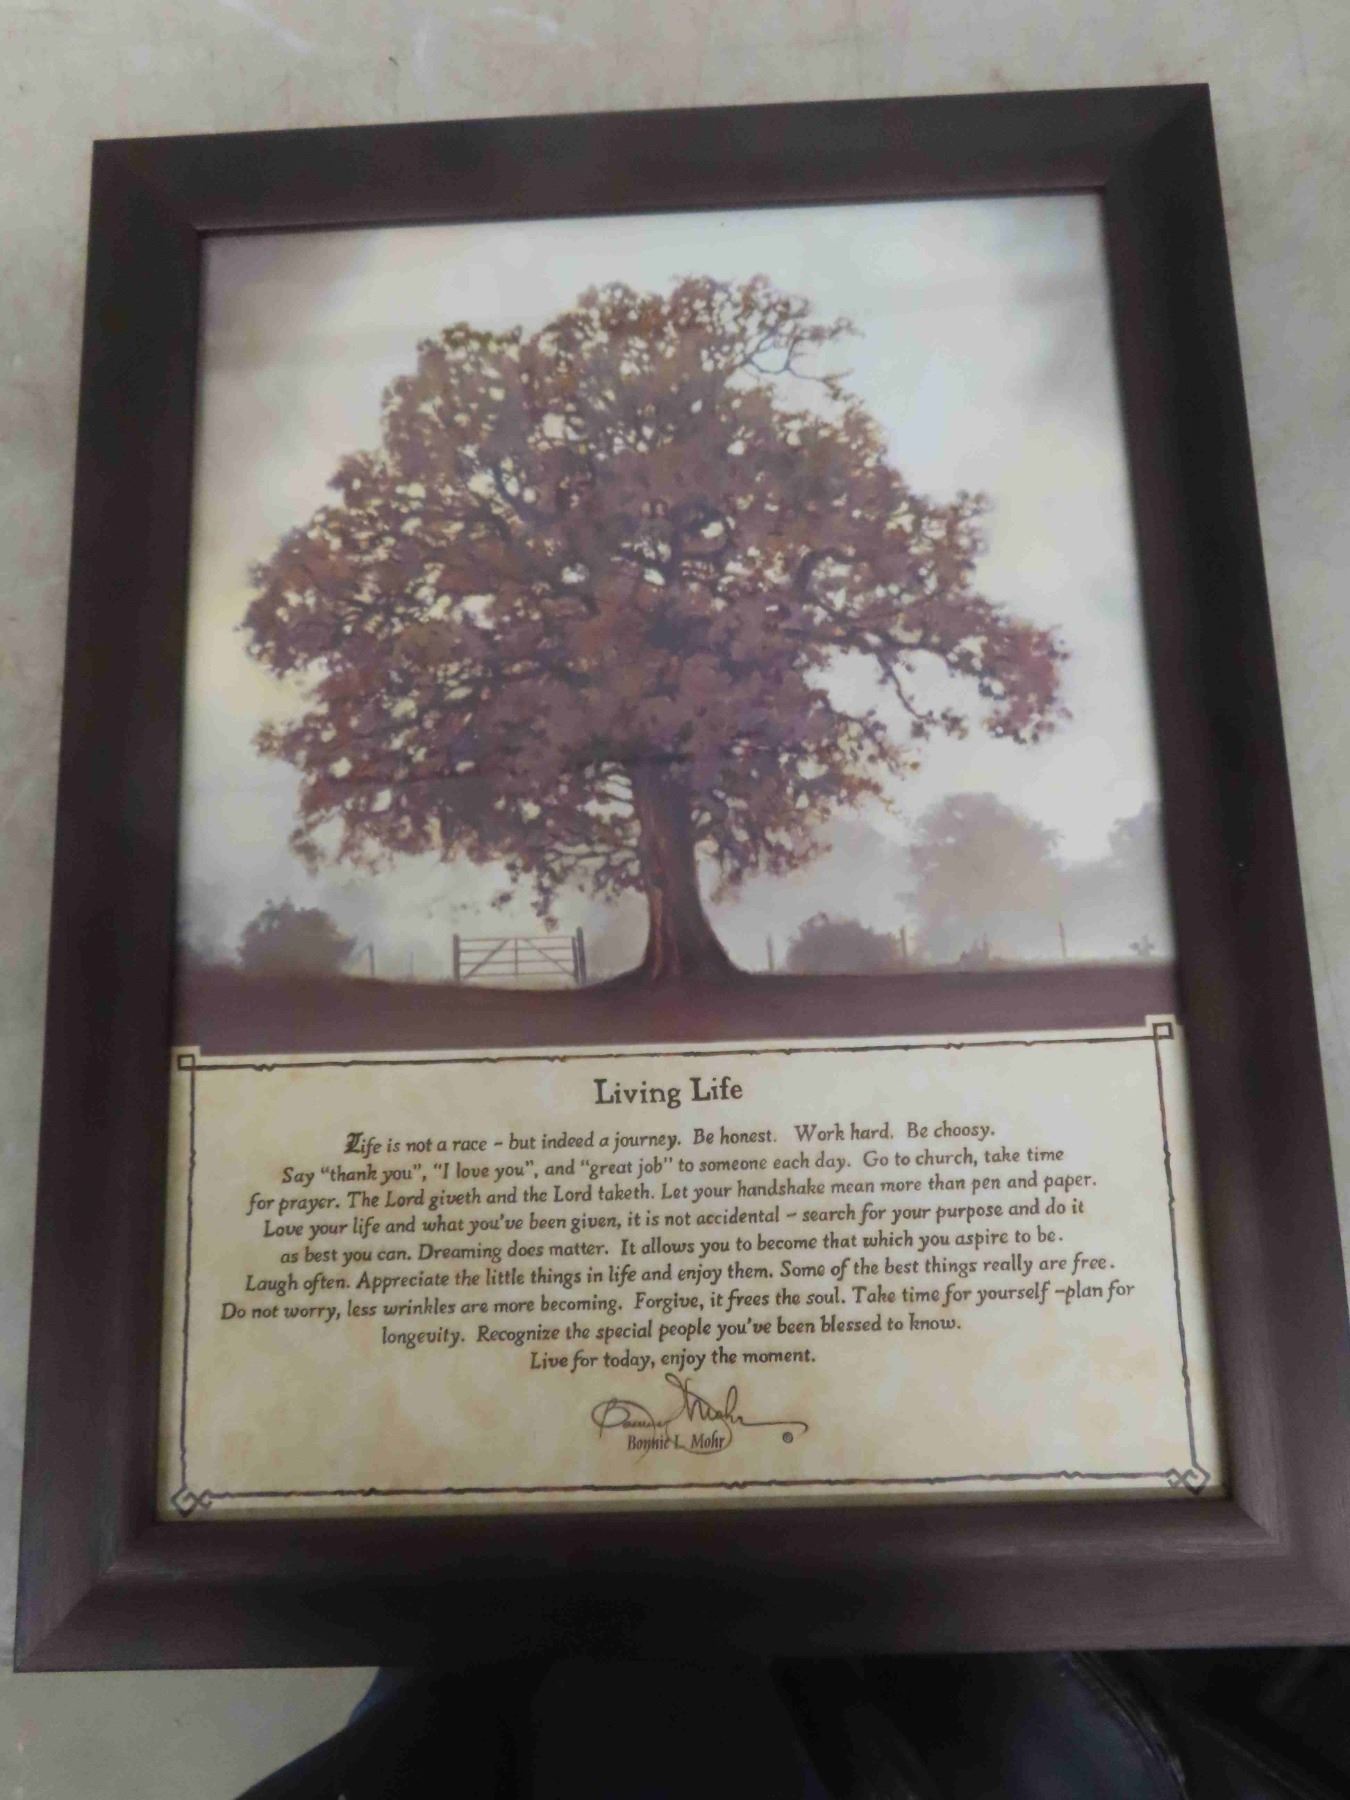 Living Life
Life is not a race - but indeed a journey. Be honest. Work hard. Be choosy.
Say "thank you", "I love you", and "great job" to someone each day. Go to church, take time
for prayer. The Lord giveth and the Lord taketh. Let your handshake mean more than pen and paper.
Love your life and what you've been given, it is not accidental - search for your purpose and do it
as best you can. Dreaming does matter. It allows you to become that which you aspire to be.
Laugh often. Appreciate the little things in life and enjoy them. Some of the best things really are free.
Do not worry, less wrinkles are more becoming. Forgive, it frees the soul. Take time for yourself -plan for
longevity. Recognize the special people you've been blessed to know.
Live for today, enjoy the moment.
Bonnie Mohr
Bonnie L. Mohr ®